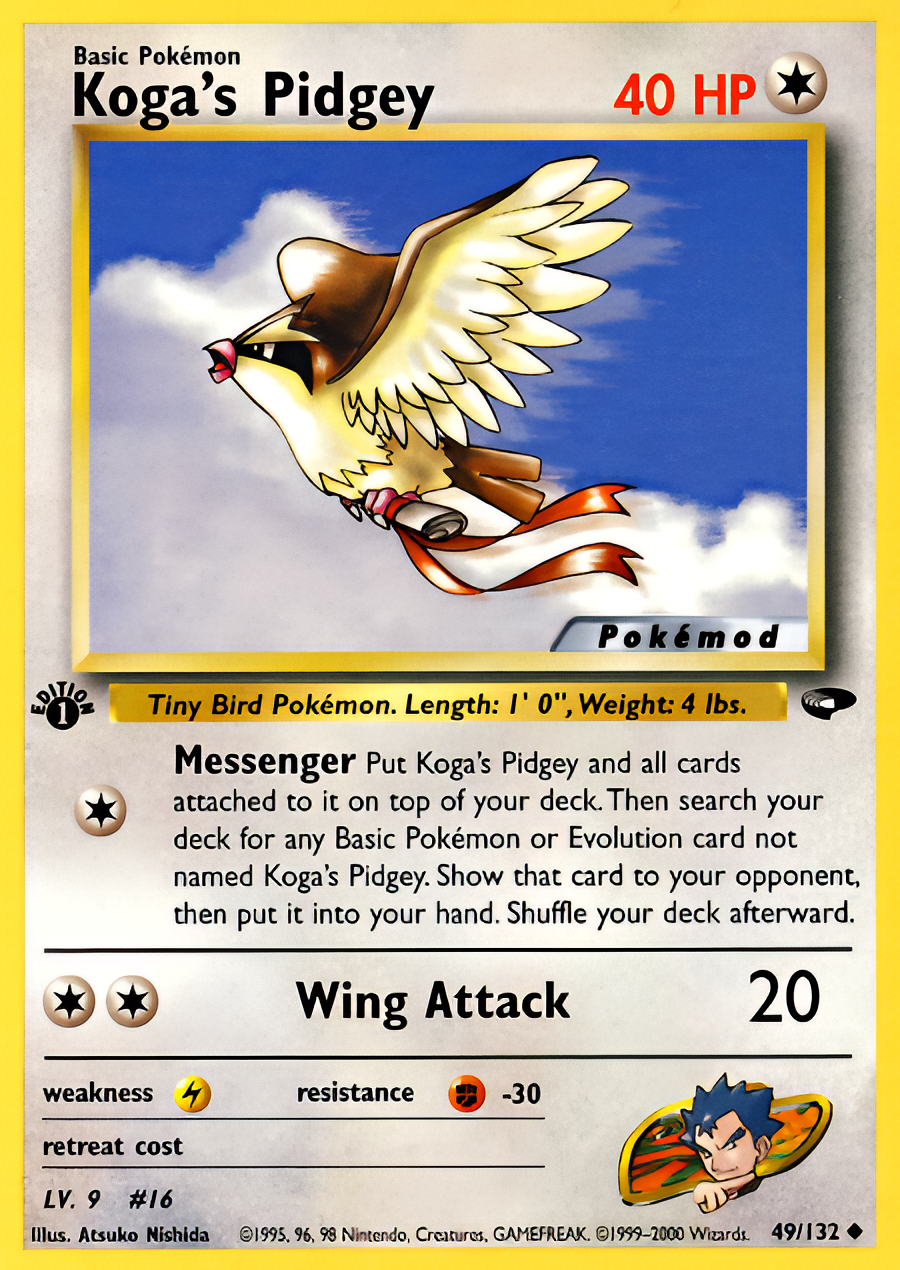 Basic Pokémon
Koga's Pidgey 40 HP
Pokémod
EDITION
1
Tiny Bird Pokémon. Length: 1' 0", Weight: 4 lbs.
Messenger Put Koga's Pidgey and all cards
attached to it on top of your deck. Then search your
deck for any Basic Pokémon or Evolution card not
named Koga's Pidgey. Show that card to your opponent,
then put it into your hand. Shuffle your deck afterward.
Wing Attack 20
weakness resistance -30
retreat cost
LV. 9 #16
Illus. Atsuko Nishida ©1995, 96, 98 Nintendo, Creatures, GAMEFREAK. ©1999–2000 Wizards. 49/132